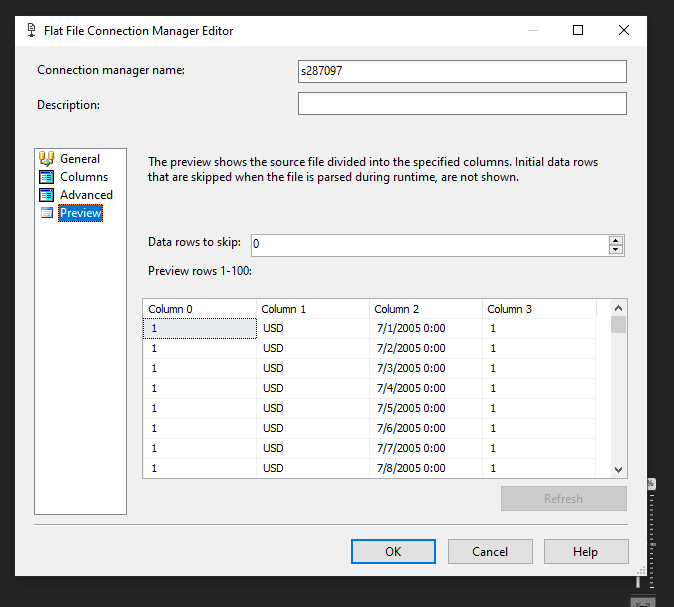 Flat File Connection Manager Editor
Connection manager name: s287097
Description:
General
Columns
Advanced
Preview
The preview shows the source file divided into the specified columns. Initial data rows
that are skipped when the file is parsed during runtime, are not shown.
Data rows to skip: 0
Preview rows 1-100:
Column 0 Column 1 Column 2 Column 3
1 USD 7/1/2005 0:00 1
1 USD 7/2/2005 0:00 1
1 USD 7/3/2005 0:00 1
1 USD 7/4/2005 0:00 1
1 USD 7/5/2005 0:00 1
1 USD 7/6/2005 0:00 1
1 USD 7/7/2005 0:00 1
1 USD 7/8/2005 0:00 1
Refresh
OK Cancel Help
%